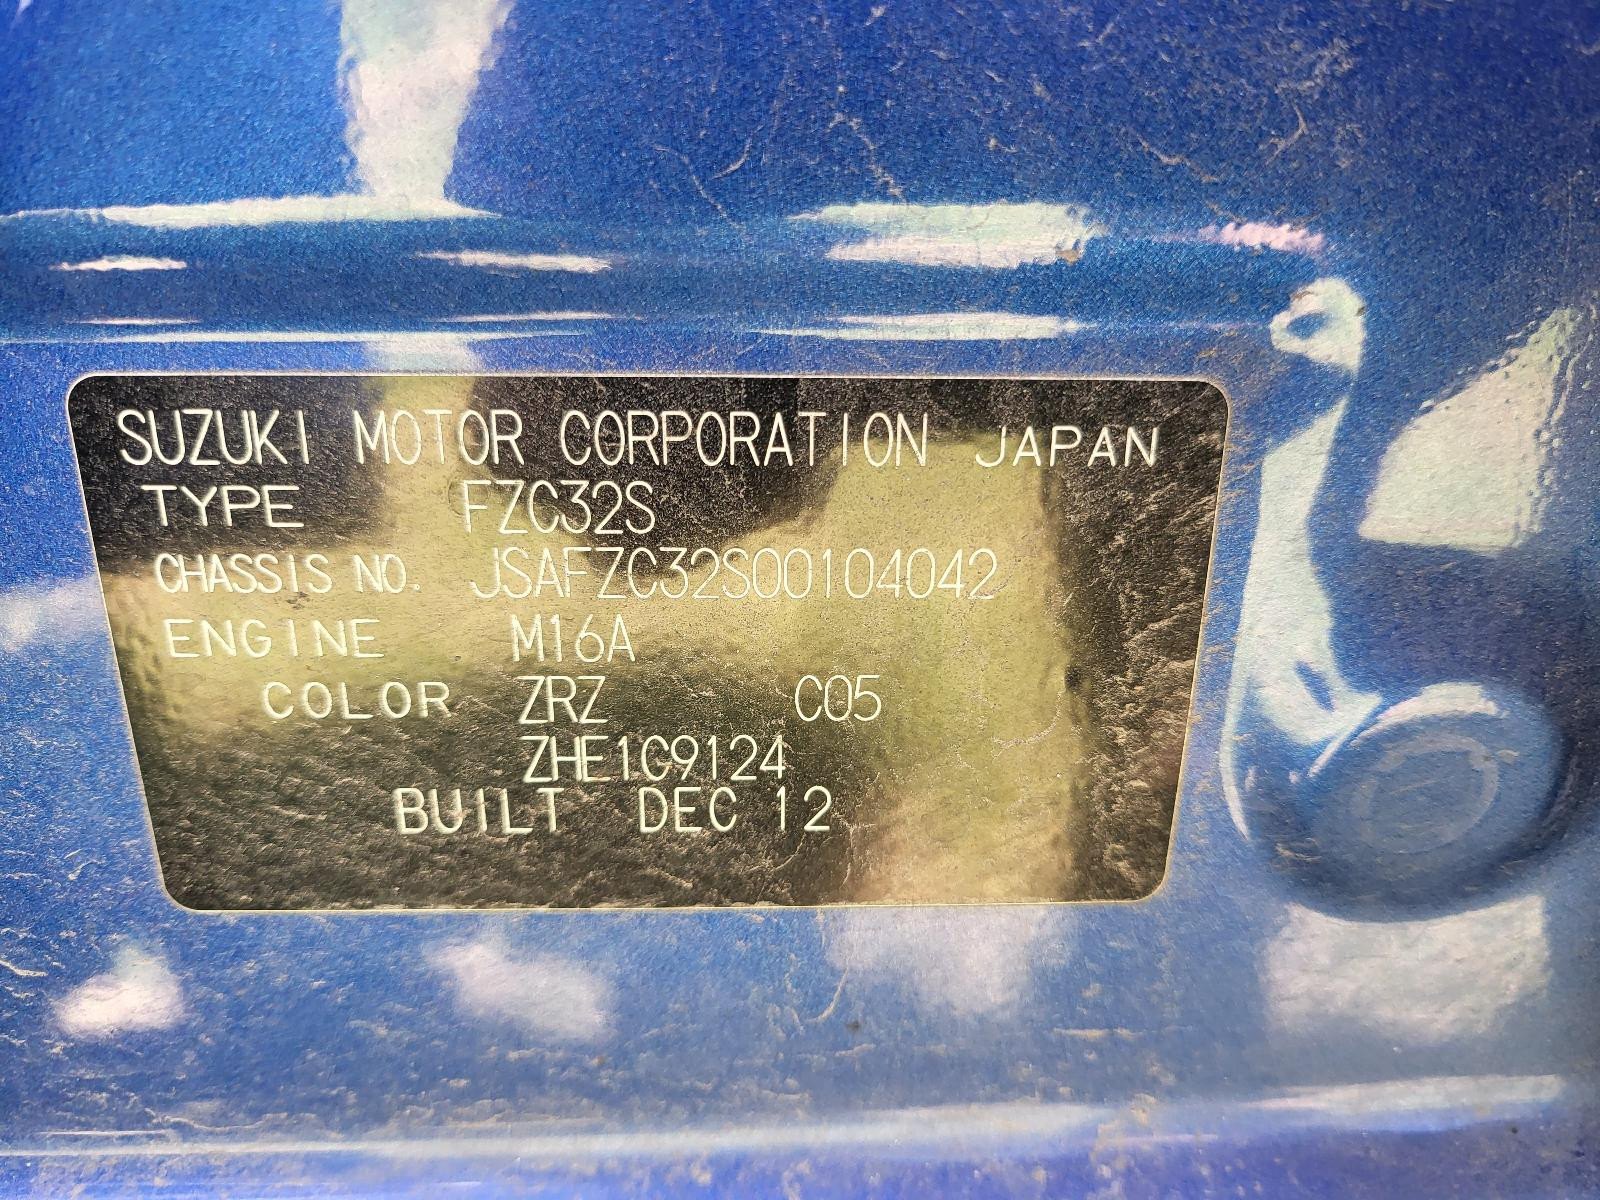 SUZUKI MOTOR CORPORATION JAPAN
TYPE FZC32S
CHASSIS NO. JSAFZC32S00104042
ENGINE M16A
COLOR ZRZ C05
ZHE1C9124
BUILT DEC 12